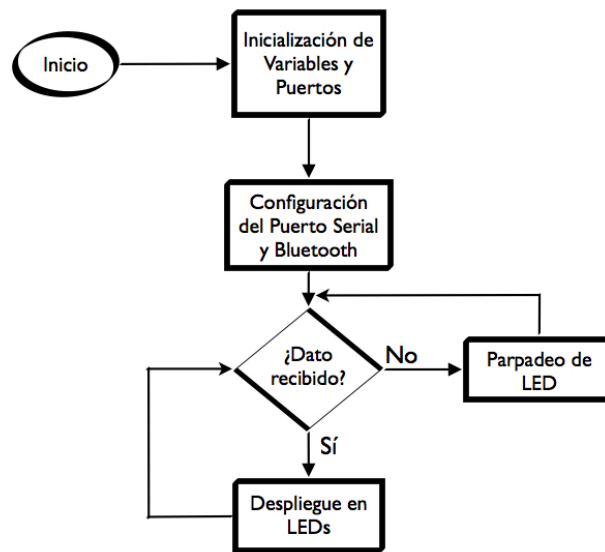 Inicio
Inicialización de
Variables y
Puertos
Configuración
del Puerto Serial
y Bluetooth
¿Dato
recibido?
No
Parpadeo de
LED
Sí
Despliegue en
LEDs